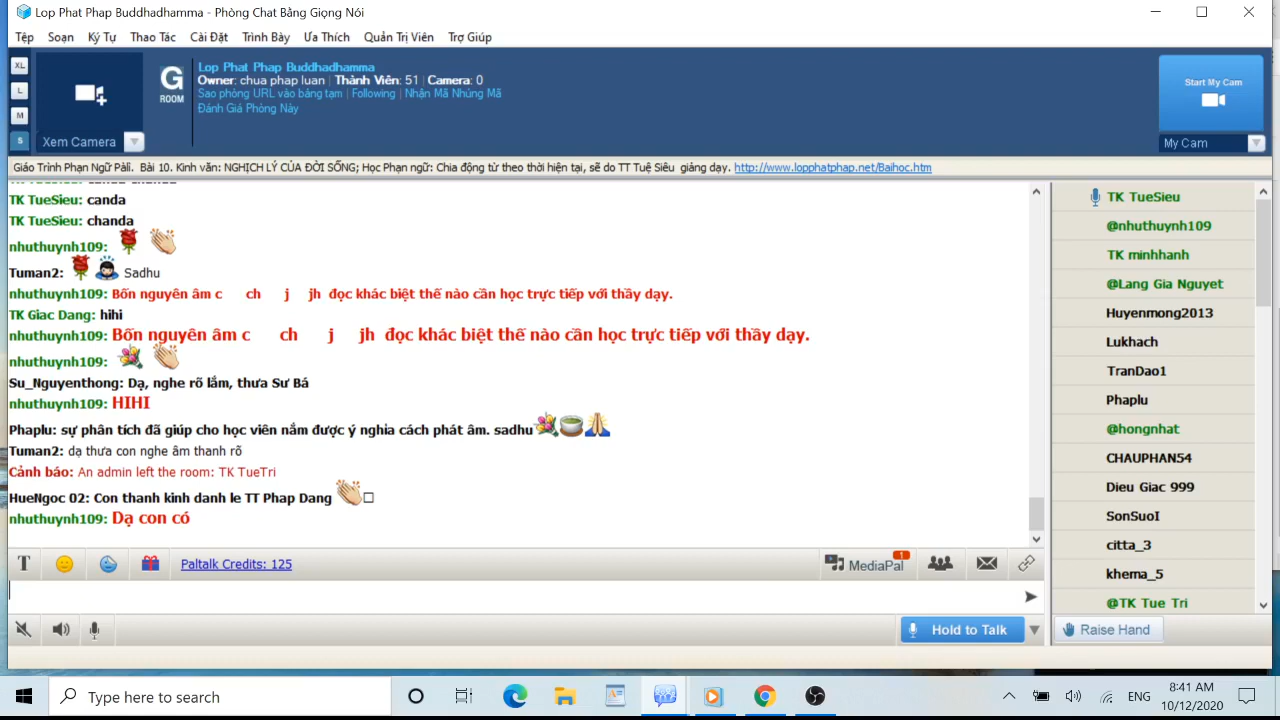 Lop Phat Phap Buddhadhamma - Phòng Chat Bằng Giọng Nói
Tệp Soạn Ký Tự Thao Tác Cài Đặt Trình Bày Ưa Thích Quản Trị Viên Trợ Giúp
XL
L
M
S
Xem Camera
G
ROOM
Lop Phat Phap Buddhadhamma
Owner: chua phap luan | Thành Viên: 51 | Camera: 0
Sao phòng URL vào bảng tạm | Following | Nhận Mã Nhúng Mã
Đánh Giá Phòng Này
Start My Cam
My Cam
Giáo Trình Phạn Ngữ Pàlì. Bài 10. Kinh văn: NGHỊCH LÝ CỦA ĐỜI SỐNG; Học Phạn ngữ: Chia động từ theo thời hiện tại, sẽ do TT Tuệ Siêu giảng dạy. http://www.lopphatphap.net/Baihoc.htm
TK TueSieu: canda
TK TueSieu: chanda
nhuthuynh109:
Tuman2: Sadhu
nhuthuynh109: Bốn nguyên âm c ch j jh đọc khác biệt thế nào cần học trực tiếp với thầy dạy.
TK Giac Dang: hihi
nhuthuynh109: Bốn nguyên âm c ch j jh đọc khác biệt thế nào cần học trực tiếp với thầy dạy.
nhuthuynh109:
Su_Nguyenthong: Dạ, nghe rõ lắm, thưa Sư Bá
nhuthuynh109: HIHI
Phaplu: sự phân tích đã giúp cho học viên nắm được ý nghỉa cách phát âm. sadhu
Tuman2: dạ thưa con nghe âm thanh rõ
Cảnh báo: An admin left the room: TK TueTri
HueNgoc 02: Con thanh kinh danh le TT Phap Dang
nhuthuynh109: Dạ con có
TK TueSieu
@nhuthuynh109
TK minhhanh
@Lang Gia Nguyet
Huyenmong2013
Lukhach
TranDao1
Phaplu
@hongnhat
CHAUPHAN54
Dieu Giac 999
SonSuoI
citta_3
khema_5
@TK Tue Tri
T Paltalk Credits: 125 MediaPal 1
Hold to Talk Raise Hand
Type here to search
ENG
8:41 AM
10/12/2020